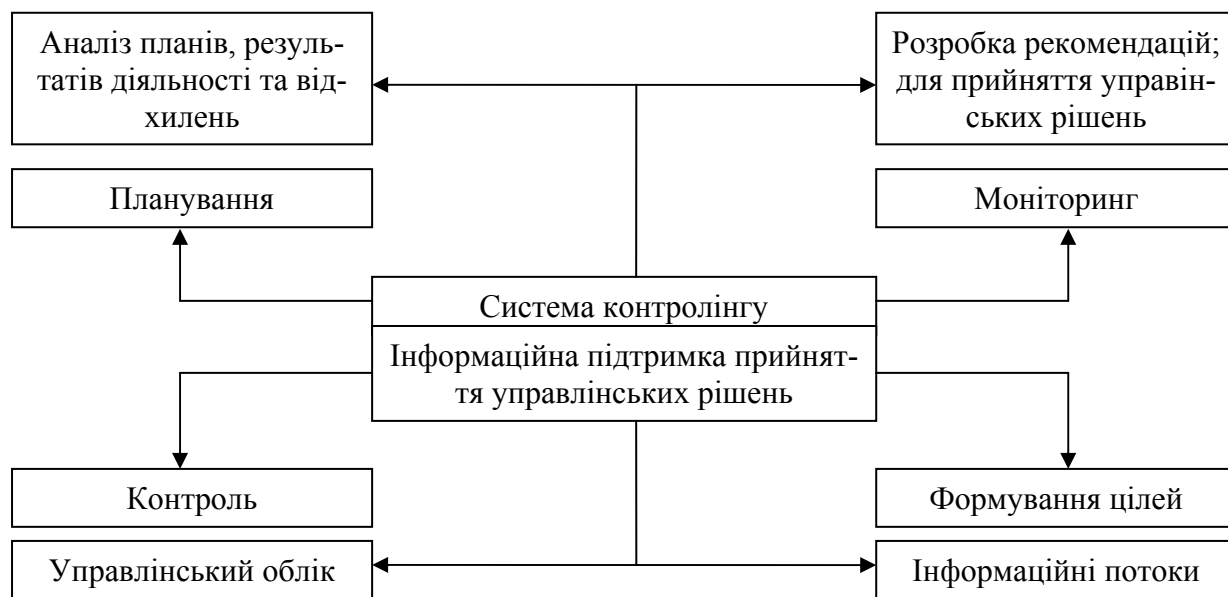 Аналіз планів, резуль-
татів діяльності та від-
хилень
Розробка рекомендацій;
для прийняття управін-
ських рішень
Планування
Моніторинг
Система контролінгу
Інформаційна підтримка прийнят-
тя управлінських рішень
Контроль
Формування цілей
Управлінський облік
Інформаційні потоки